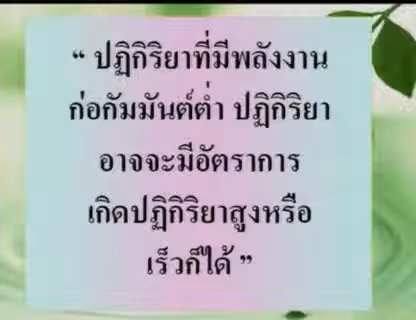 “ ปฏิกิริยาที่มีพลังงาน
ก่อกัมมันต์ต่ำ ปฏิกิริยา
อาจจะมีอัตราการ
เกิดปฏิกิริยาสูงหรือ
เร็วก็ได้ ”